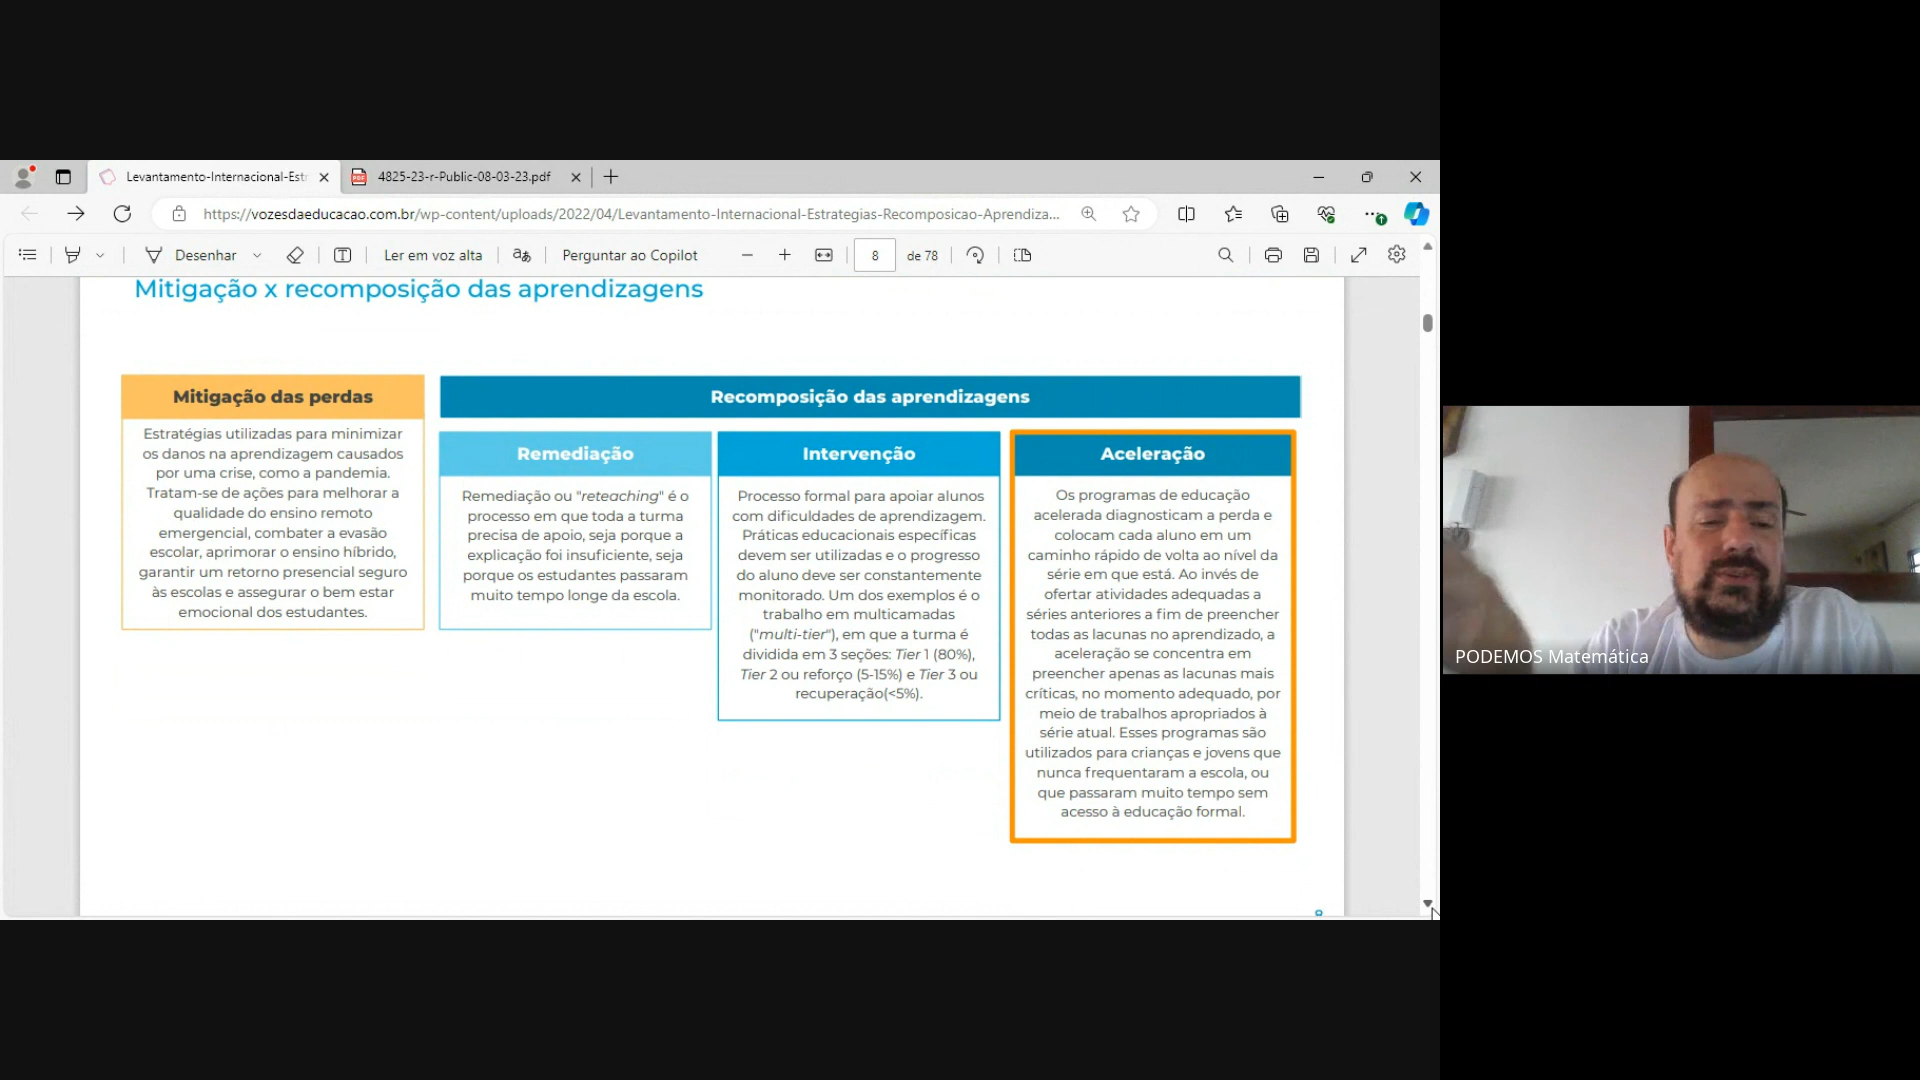 Levantamento-Internacional-Est
4825-23-r-Public-08-03-23.pdf
https://vozesdaeducacao.com.br/wp-content/uploads/2022/04/Levantamento-Internacional-Estrategias-Recomposicao-Aprendiza...
Desenhar
Ler em voz alta
Perguntar ao Copilot
8
de 78
Mitigação x recomposição das aprendizagens
Mitigação das perdas
Estratégias utilizadas para minimizar
os danos na aprendizagem causados
por uma crise, como a pandemia.
Tratam-se de ações para melhorar a
qualidade do ensino remoto
emergencial, combater a evasão
escolar, aprimorar o ensino híbrido,
garantir um retorno presencial seguro
às escolas e assegurar o bem estar
emocional dos estudantes.
Recomposição das aprendizagens
Remediação
Remediação ou "reteaching" é o
processo em que toda a turma
precisa de apoio, seja porque a
explicação foi insuficiente, seja
porque os estudantes passaram
muito tempo longe da escola.
Intervenção
Processo formal para apoiar alunos
com dificuldades de aprendizagem.
Práticas educacionais específicas
devem ser utilizadas e o progresso
do aluno deve ser constantemente
monitorado. Um dos exemplos é o
trabalho em multicamadas
("multi-tier"), em que a turma é
dividida em 3 seções: Tier 1 (80%),
Tier 2 ou reforço (5-15%) e Tier 3 ou
recuperação(<5%).
Aceleração
Os programas de educação
acelerada diagnosticam a perda e
colocam cada aluno em um
caminho rápido de volta ao nível da
série em que está. Ao invés de
ofertar atividades adequadas a
séries anteriores a fim de preencher
todas as lacunas no aprendizado, a
aceleração se concentra em
preencher apenas as lacunas mais
críticas, no momento adequado, por
meio de trabalhos apropriados à
série atual. Esses programas são
utilizados para crianças e jovens que
nunca frequentaram a escola, ou
que passaram muito tempo sem
acesso à educação formal.
PODEMOS Matemática